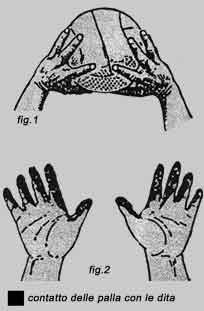 fig.1
fig.2
contatto delle palla con le dita